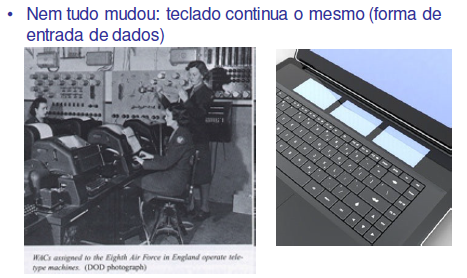 • Nem tudo mudou: teclado continua o mesmo (forma de
entrada de dados)
WACs assigned to the Eighth Air Force in England operate tele-
type machines. (DOD photograph)